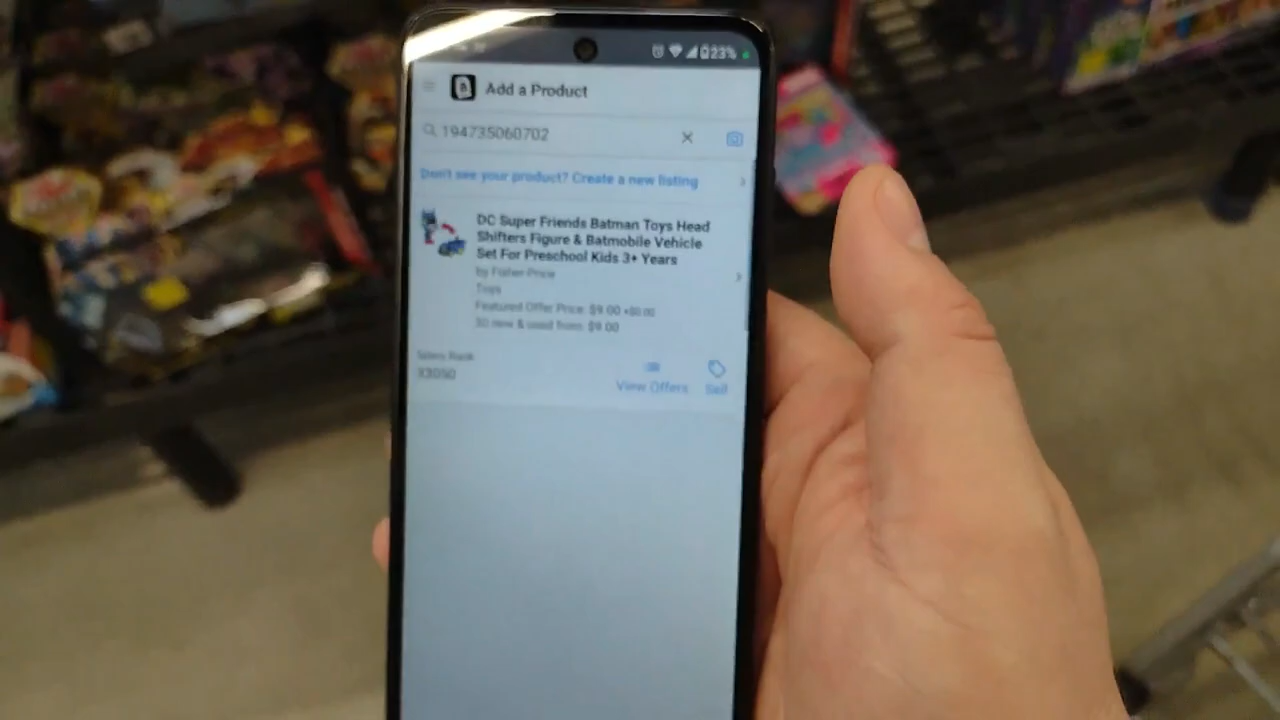 23%
Add a Product
194735060702
Don't see your product? Create a new listing
DC Super Friends Batman Toys Head
Shifters Figure & Batmobile Vehicle
Set For Preschool Kids 3+ Years
by Fisher-Price
Toys
Featured Offer Price: $9.00 +$0.00
30 new & used from: $9.00
Sales Rank
View Offers
Sell